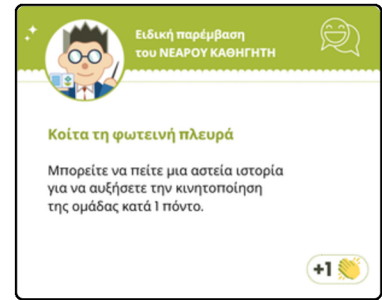 Ειδική παρέμβαση
του ΝΕΑΡΟΥ ΚΑΘΗΓΗΤΗ
Κοίτα τη φωτεινή πλευρά
Μπορείτε να πείτε μια αστεία ιστορία
για να αυξήσετε την κινητοποίηση
της ομάδας κατά 1 πόντο.
+1